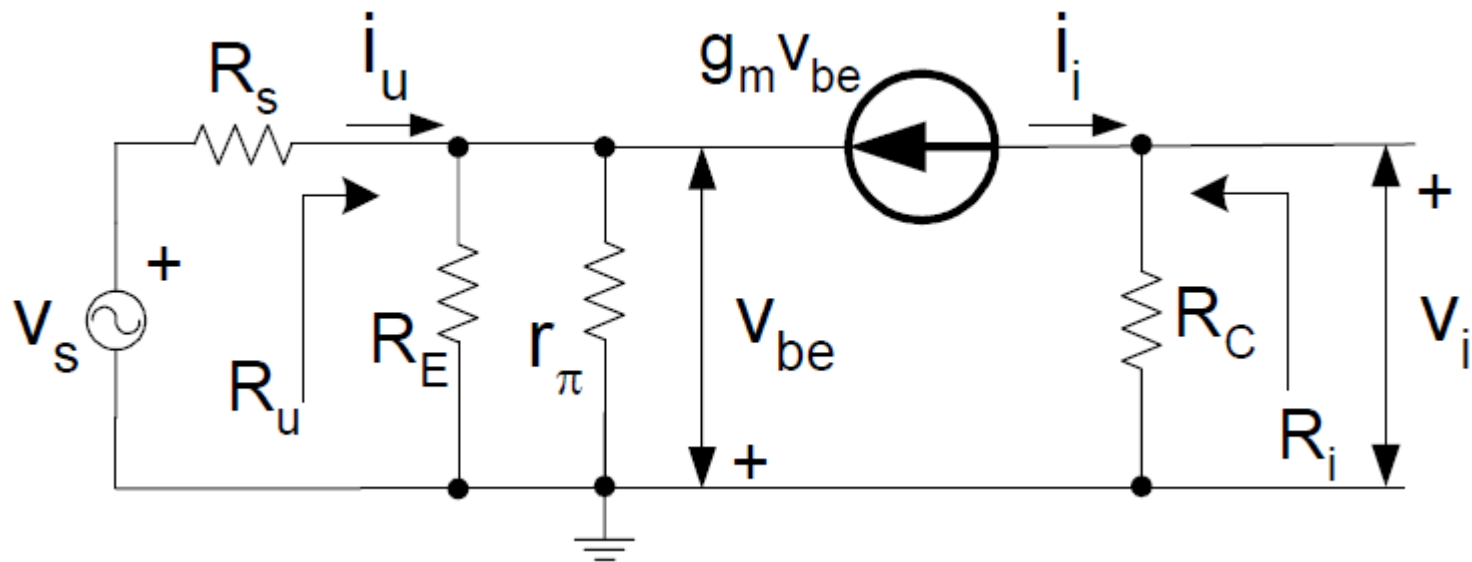 R_s
i_u
g_m v_be
i_i
+
V_s
R_u
R_E
r_π
V_be
+
R_C
R_i
+
V_i